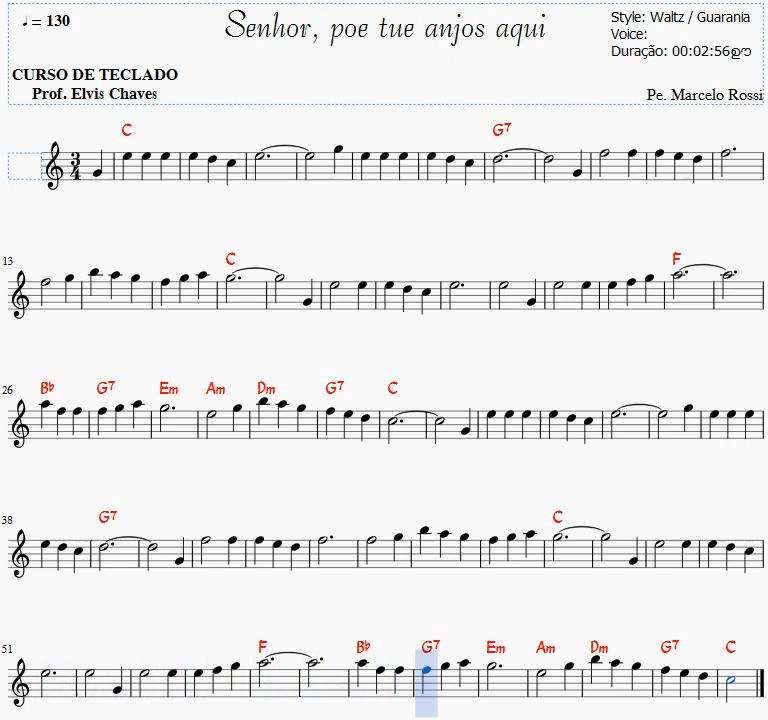 ♩ = 130
Senhor, poe tue anjos aqui
Style: Waltz / Guarania
Voice:
Duração: 00:02:56ഉൗ
CURSO DE TECLADO
Prof. Elvis Chaves
Pe. Marcelo Rossi
C G7
3
4
13
C F
26
B♭ G7 Em Am Dm G7 C
38
G7 C
51
F B♭ G7 Em Am Dm G7 C